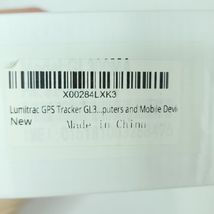 X00284LXK3
Lumitrac GPS Tracker GL3...puters and Mobile Devi
New
Made in China